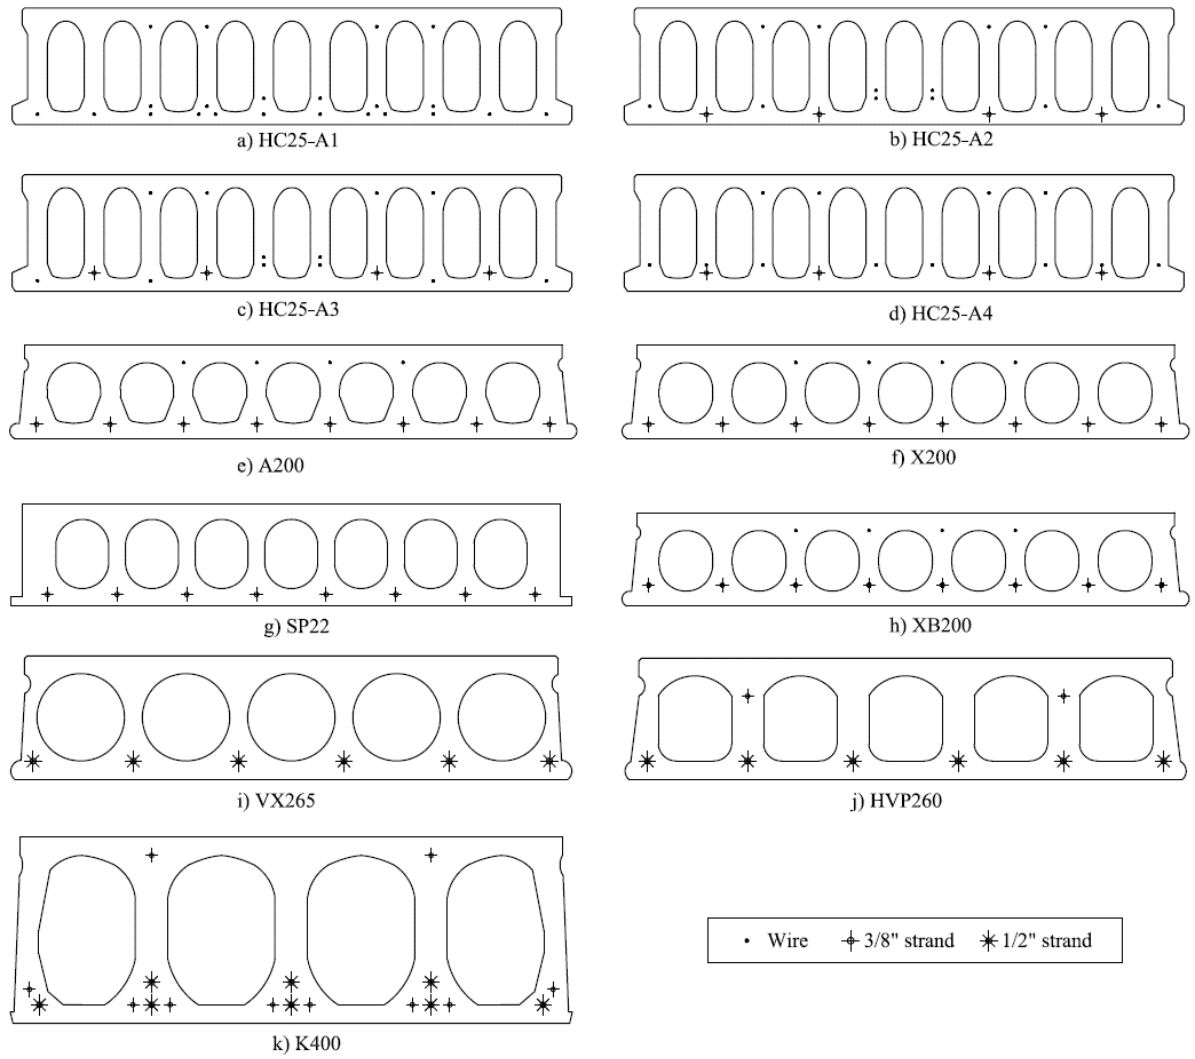 a) HC25-A1
b) HC25-A2
c) HC25-A3
d) HC25-A4
e) A200
f) X200
g) SP22
h) XB200
i) VX265
j) HVP260
k) K400
Wire 3/8" strand 1/2" strand